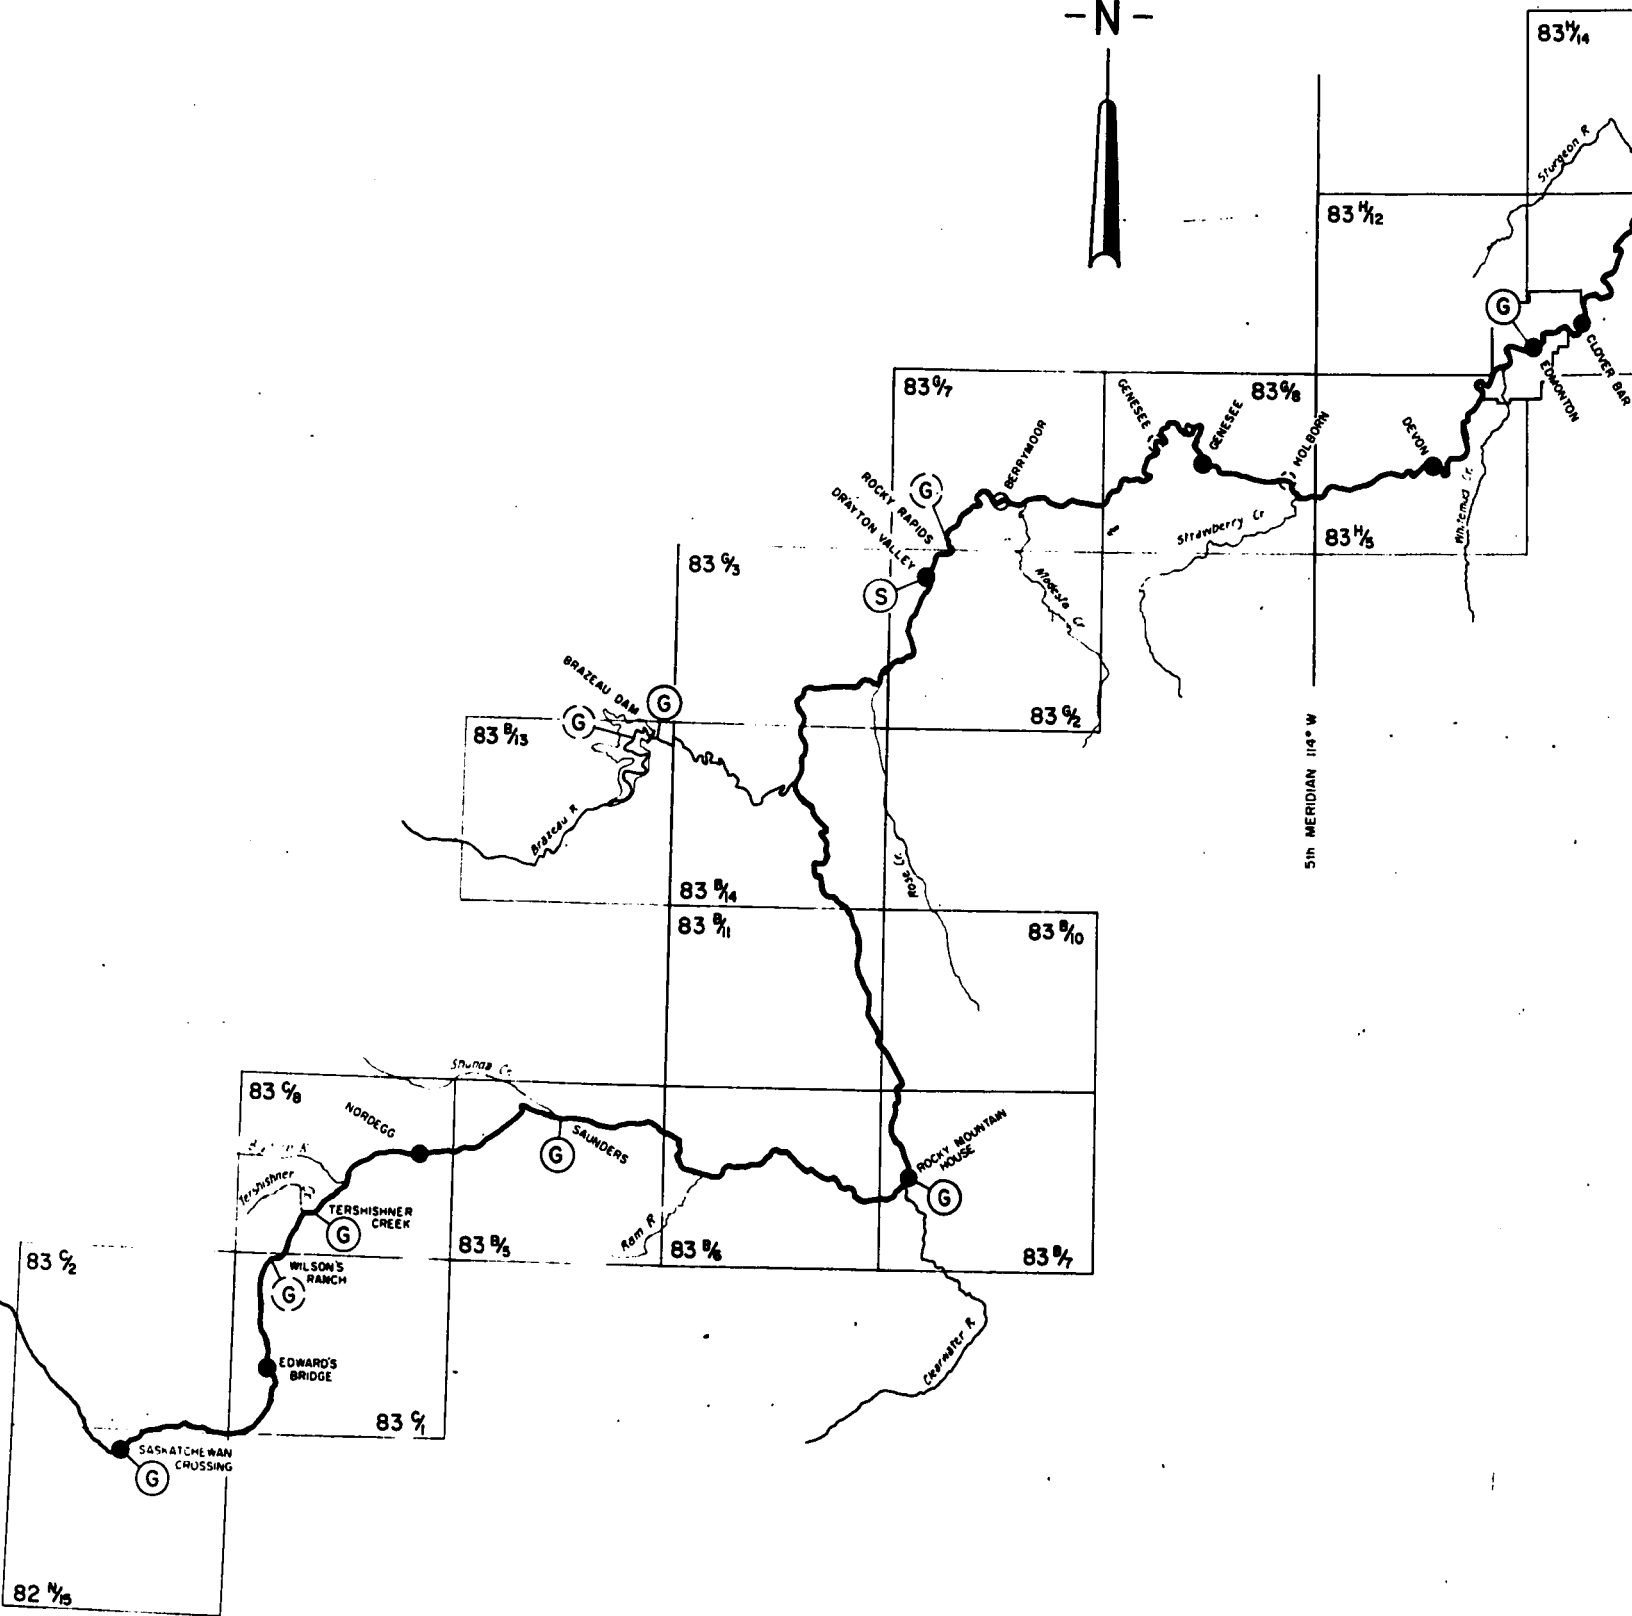 -N-
83 H/14
Sturgeon R
83 H/12
G
CLOVER BAR
EDMONTON
83 G/7
GENESEE
83 G/8
GENESEE
HOLBORN
DEVON
BERRYMOOR
G
ROCKY RAPIDS
DRAYTON VALLEY
Strawberry Cr
83 H/5
Whitemud Cr.
83 G/3
S
Modeste Cr
BRAZEAU DAM
G
G
83 G/2
83 B/13
5th MERIDIAN 114° W
Brazeau R
Rose Cr.
83 B/14
83 B/11
83 B/10
Shunda Cr.
83 C/8
NORDEGG
SAUNDERS
G
ROCKY MOUNTAIN
HOUSE
G
Tershishner
TERSHISHNER
CREEK
G
Ram R
83 B/5
83 B/6
83 B/7
83 C/2
WILSON'S
RANCH
G
Clearwater R
EDWARD'S
BRIDGE
83 C/1
SASKATCHEWAN
CROSSING
G
82 N/15